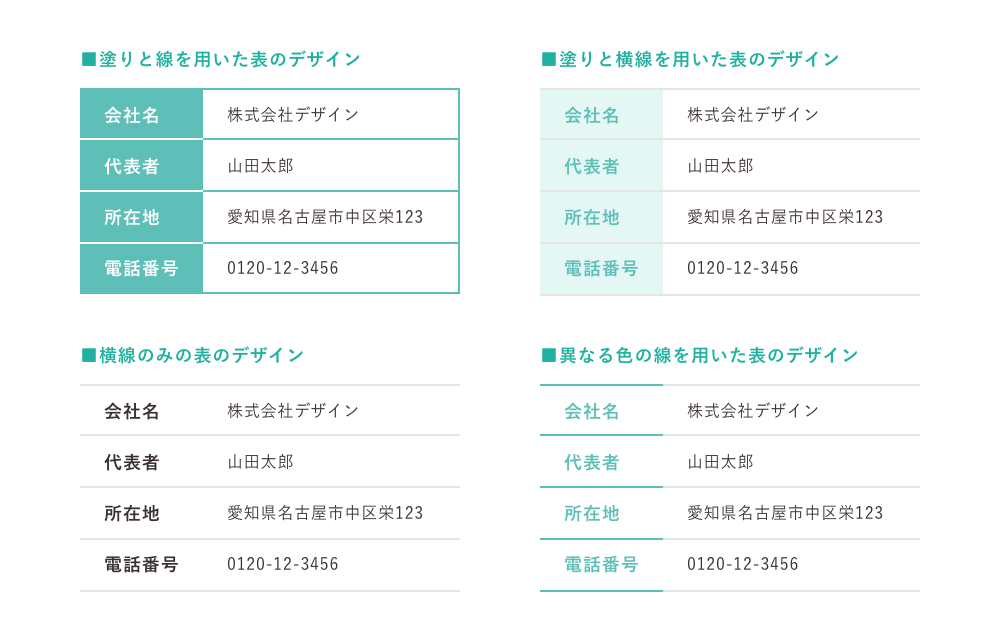 ■塗りと線を用いた表のデザイン
会社名 株式会社デザイン
代表者 山田太郎
所在地 愛知県名古屋市中区栄123
電話番号 0120-12-3456
■塗りと横線を用いた表のデザイン
会社名 株式会社デザイン
代表者 山田太郎
所在地 愛知県名古屋市中区栄123
電話番号 0120-12-3456
■横線のみの表のデザイン
会社名 株式会社デザイン
代表者 山田太郎
所在地 愛知県名古屋市中区栄123
電話番号 0120-12-3456
■異なる色の線を用いた表のデザイン
会社名 株式会社デザイン
代表者 山田太郎
所在地 愛知県名古屋市中区栄123
電話番号 0120-12-3456